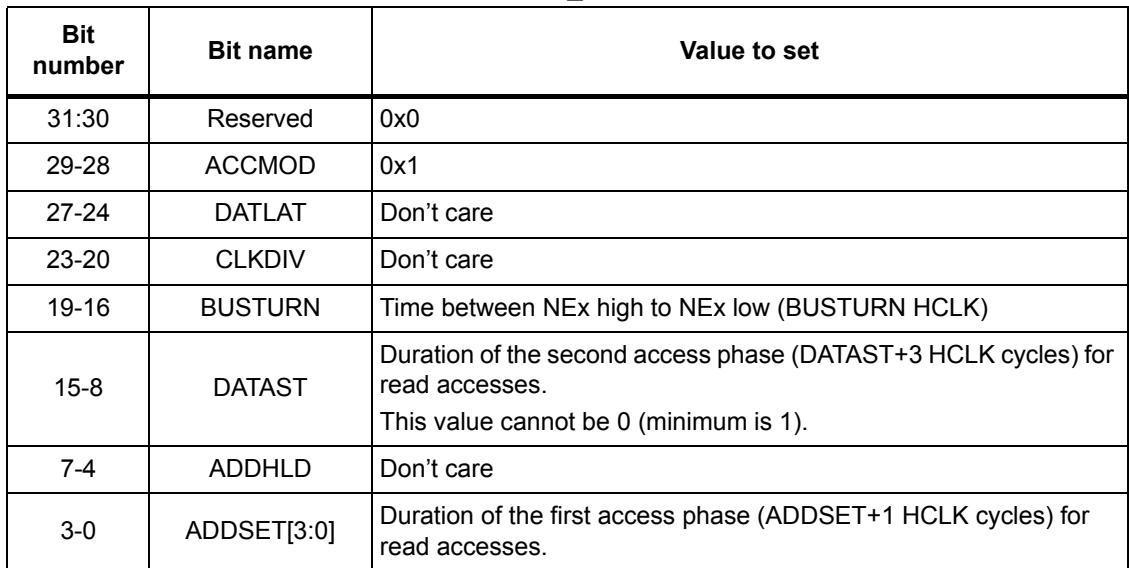 Bit number	Bit name	Value to set
31:30	Reserved	0x0
29-28	ACCMOD	0x1
27-24	DATLAT	Don’t care
23-20	CLKDIV	Don’t care
19-16	BUSTURN	Time between NEx high to NEx low (BUSTURN HCLK)
15-8	DATAST	Duration of the second access phase (DATAST+3 HCLK cycles) for
read accesses.
This value cannot be 0 (minimum is 1).
7-4	ADDHLD	Don’t care
3-0	ADDSET[3:0]	Duration of the first access phase (ADDSET+1 HCLK cycles) for
read accesses.